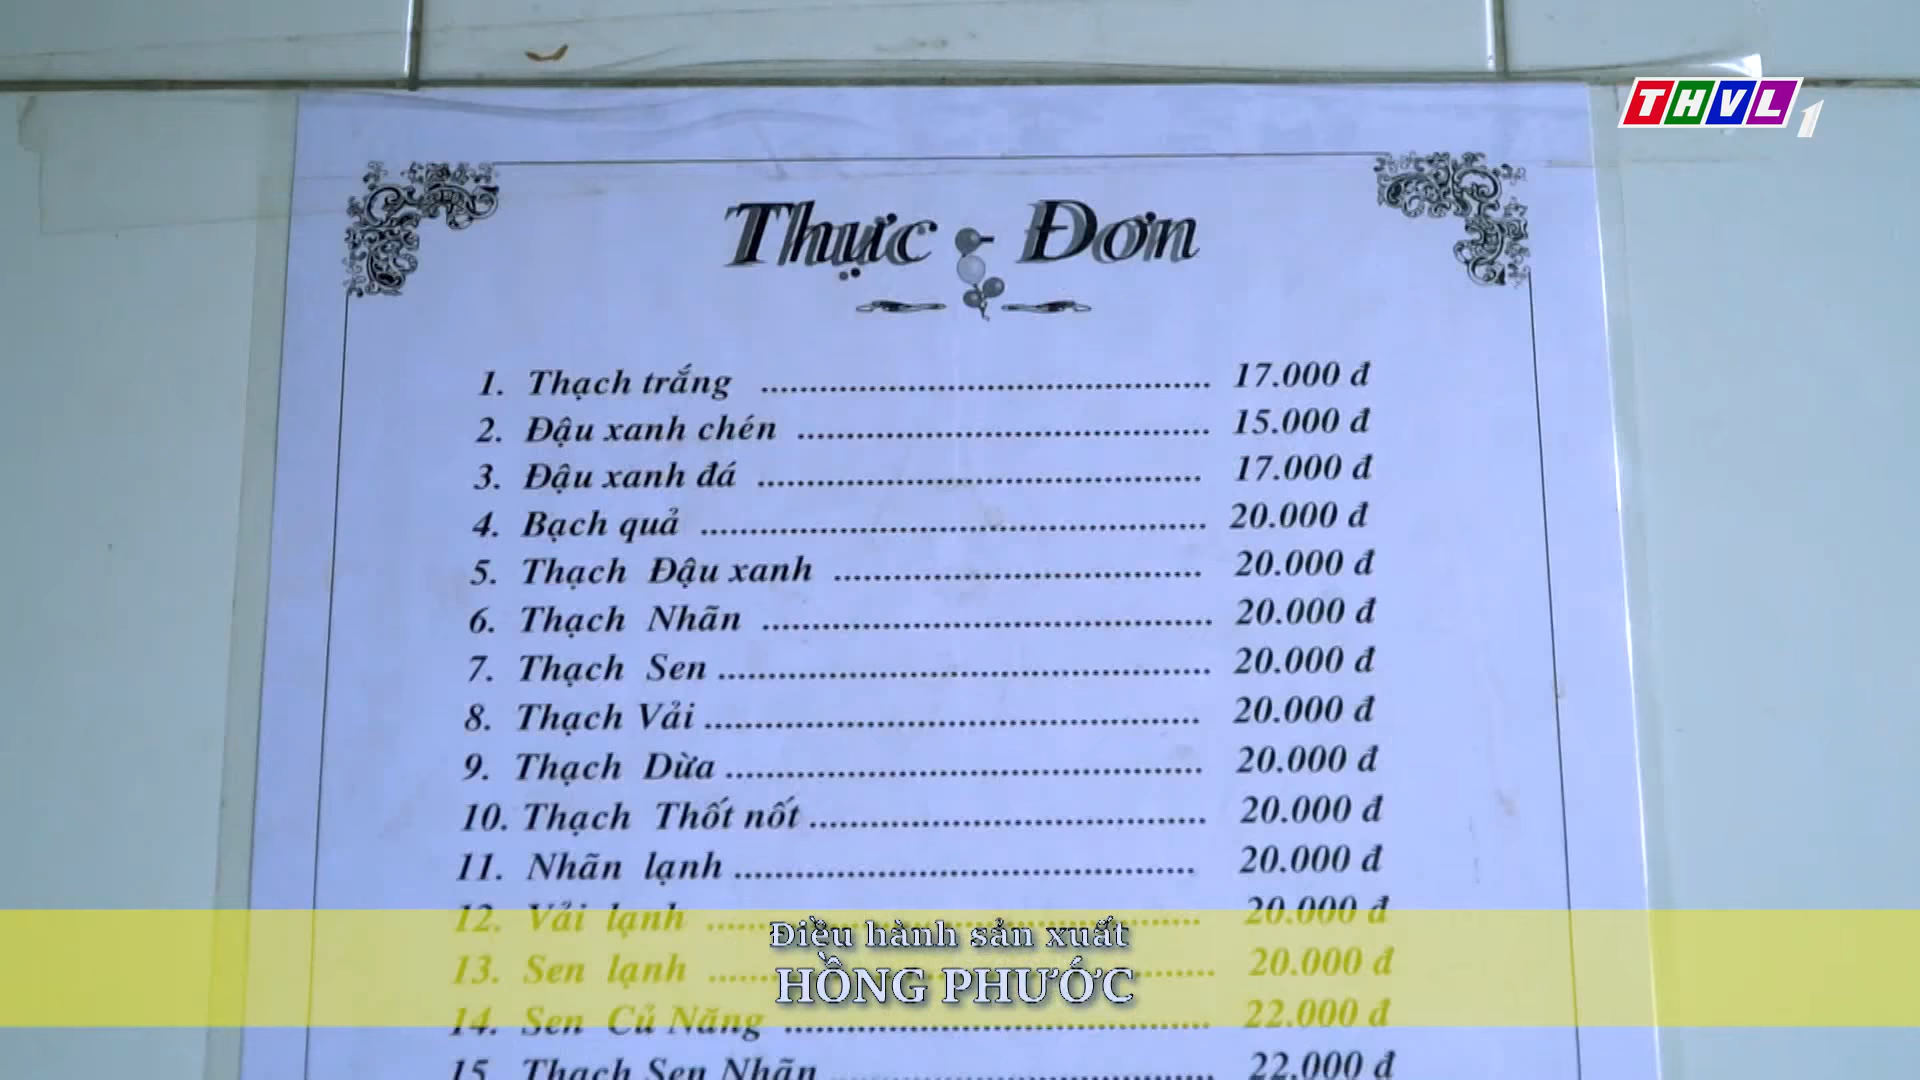 THVL 1
Thực - Đơn
1. Thạch trắng ............................................. 17.000 đ
2. Đậu xanh chén ......................................... 15.000 đ
3. Đậu xanh đá ............................................ 17.000 đ
4. Bạch quả .................................................. 20.000 đ
5. Thạch Đậu xanh ..................................... 20.000 đ
6. Thạch Nhãn ............................................. 20.000 đ
7. Thạch Sen ................................................. 20.000 đ
8. Thạch Vải .................................................. 20.000 đ
9. Thạch Dừa ................................................ 20.000 đ
10. Thạch Thốt nốt ........................................ 20.000 đ
11. Nhãn lạnh .............................................. 20.000 đ
12. Vải lạnh ................................................. 20.000 đ
Điều hành sản xuất
13. Sen lạnh .................................................. 20.000 đ
HỒNG PHƯỚC
14. Sen Củ Năng .......................................... 22.000 đ
15. Thạch Sen Nhãn ...................................... 22.000 đ